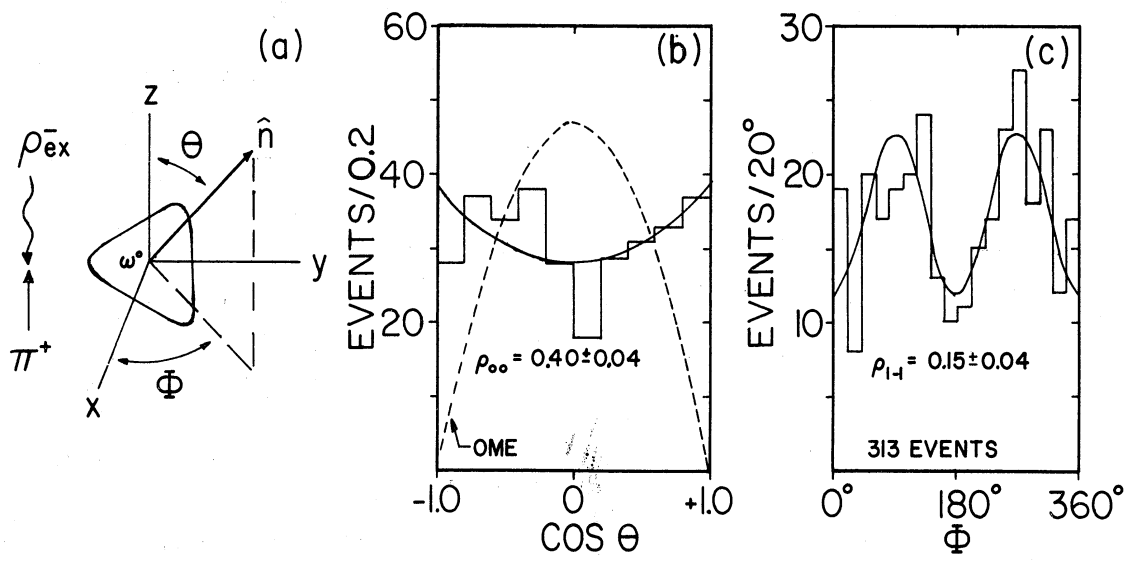 (a)
z
ρ⁻ex
θ
n̂
ω°
y
π⁺
Φ
x
(b)
60
EVENTS/0.2
40
20
ρ₀₀ = 0.40±0.04
OME
-1.0
0
+1.0
COS θ
(c)
30
EVENTS/20°
20
10
ρ₁₋₁ = 0.15±0.04
313 EVENTS
0°
180°
360°
Φ